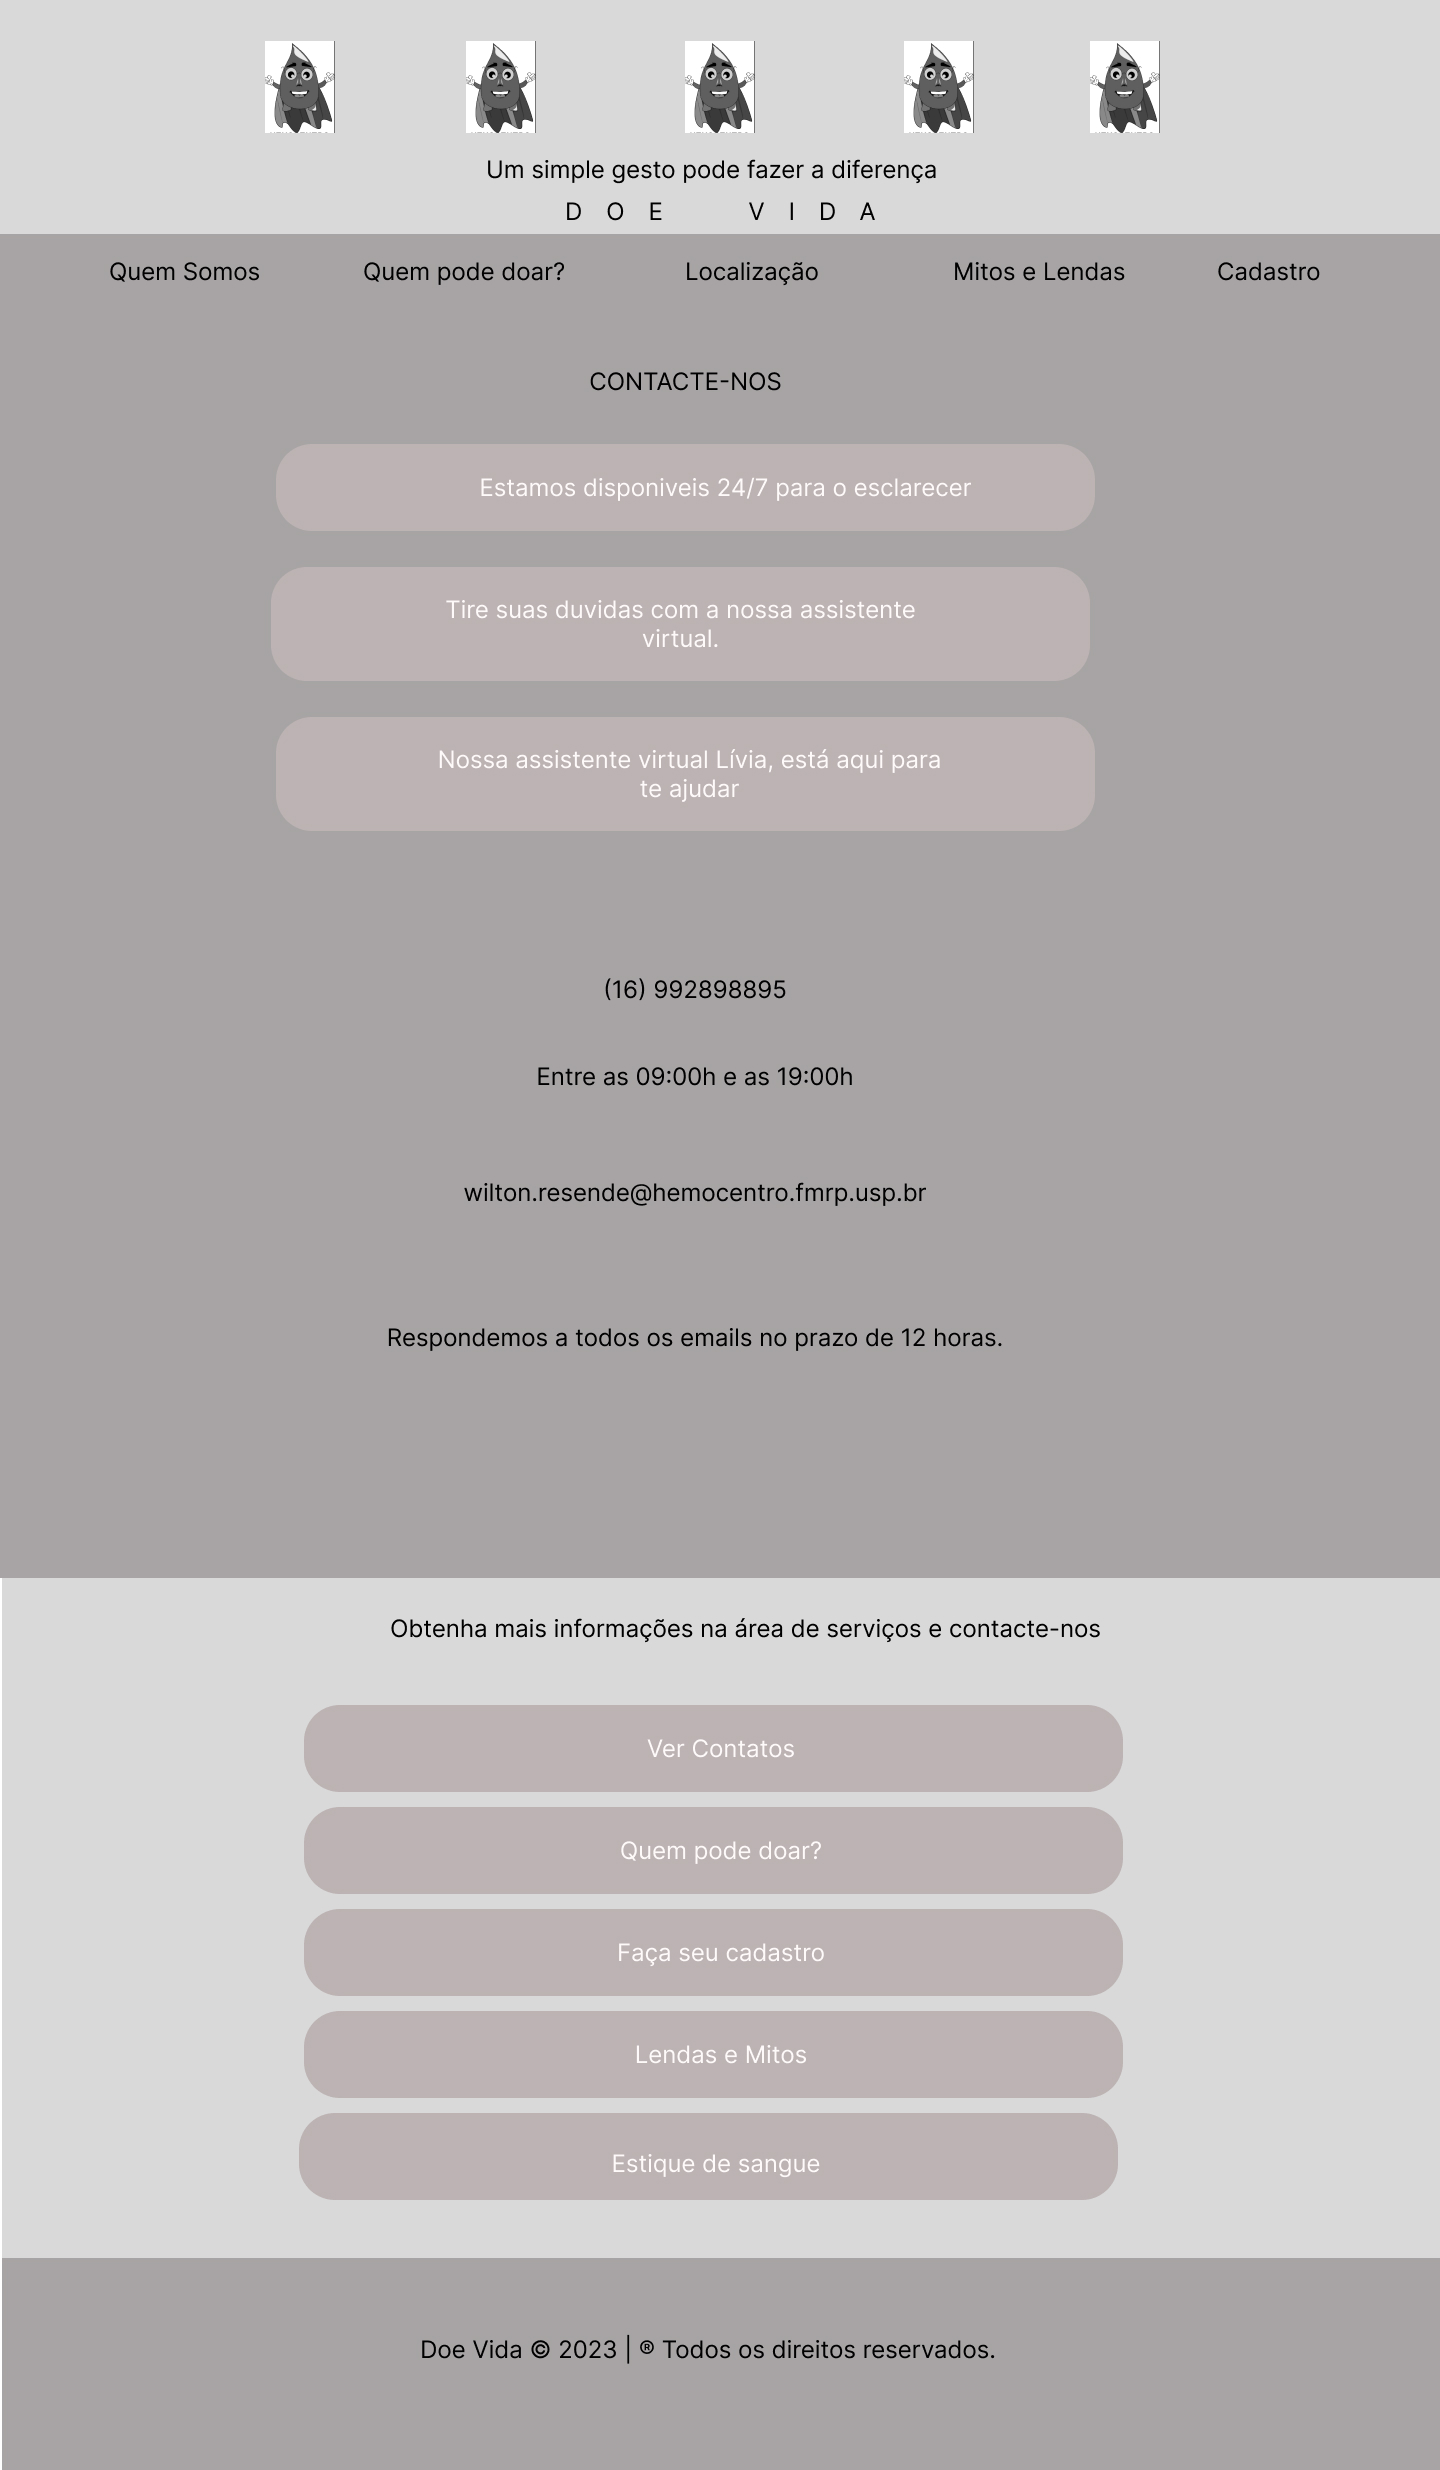 Um simple gesto pode fazer a diferença
D O E   V I D A
Quem Somos   Quem pode doar?   Localização   Mitos e Lendas   Cadastro
CONTACTE-NOS
Estamos disponiveis 24/7 para o esclarecer
Tire suas duvidas com a nossa assistente
virtual.
Nossa assistente virtual Lívia, está aqui para
te ajudar
(16) 992898895
Entre as 09:00h e as 19:00h
wilton.resende@hemocentro.fmrp.usp.br
Respondemos a todos os emails no prazo de 12 horas.
Obtenha mais informações na área de serviços e contacte-nos
Ver Contatos
Quem pode doar?
Faça seu cadastro
Lendas e Mitos
Estique de sangue
Doe Vida © 2023 | ® Todos os direitos reservados.